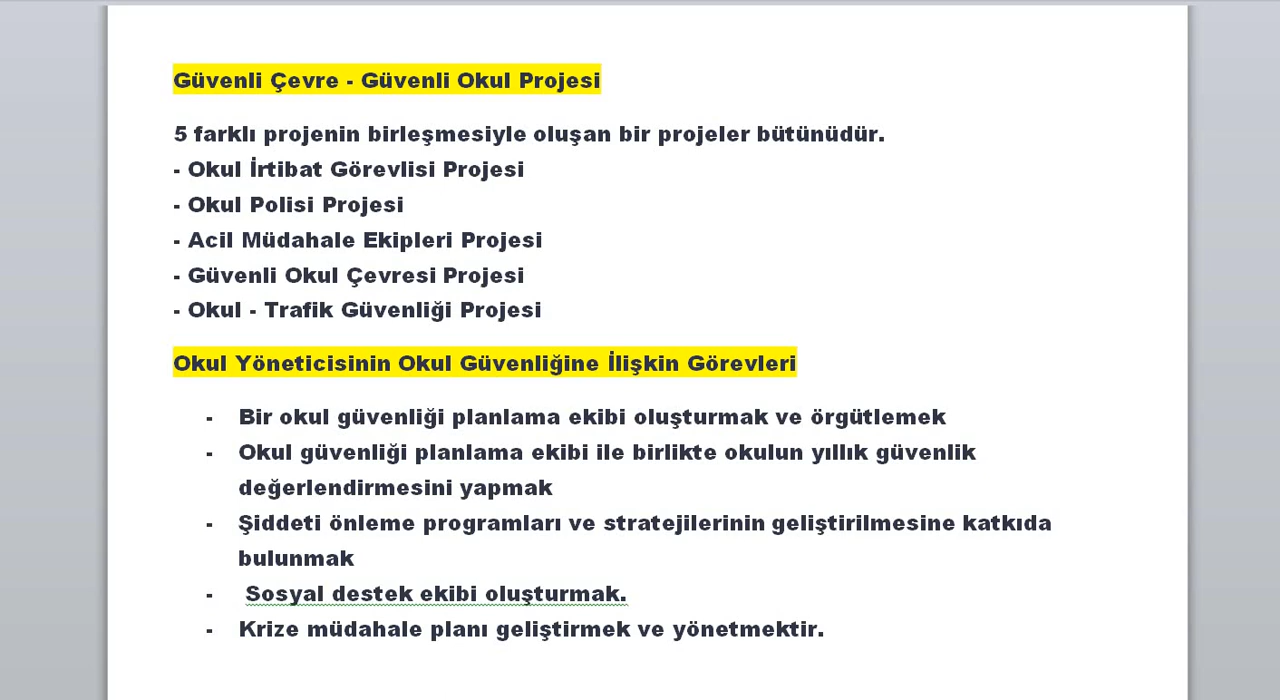 Güvenli Çevre - Güvenli Okul Projesi
5 farklı projenin birleşmesiyle oluşan bir projeler bütünüdür.
- Okul İrtibat Görevlisi Projesi
- Okul Polisi Projesi
- Acil Müdahale Ekipleri Projesi
- Güvenli Okul Çevresi Projesi
- Okul - Trafik Güvenliği Projesi
Okul Yöneticisinin Okul Güvenliğine İlişkin Görevleri
- Bir okul güvenliği planlama ekibi oluşturmak ve örgütlemek
- Okul güvenliği planlama ekibi ile birlikte okulun yıllık güvenlik
değerlendirmesini yapmak
- Şiddeti önleme programları ve stratejilerinin geliştirilmesine katkıda
bulunmak
- Sosyal destek ekibi oluşturmak.
- Krize müdahale planı geliştirmek ve yönetmektir.